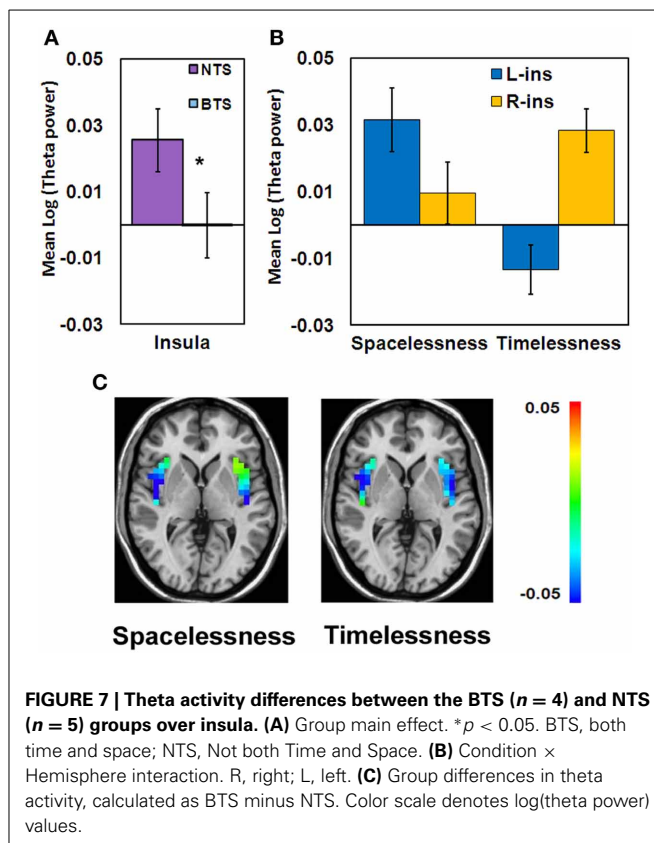 A
B
0.05
0.03
0.01
-0.01
-0.03
Mean Log (Theta power)
NTS
BTS
*
Insula
0.05
0.03
0.01
-0.01
-0.03
Mean Log (Theta power)
L-ins
R-ins
Spacelessness Timelessness
C
0.05
-0.05
Spacelessness Timelessness
FIGURE 7 | Theta activity differences between the BTS (n = 4) and NTS
(n = 5) groups over insula. (A) Group main effect. *p < 0.05. BTS, both
time and space; NTS, Not both Time and Space. (B) Condition ×
Hemisphere interaction. R, right; L, left. (C) Group differences in theta
activity, calculated as BTS minus NTS. Color scale denotes log(theta power)
values.